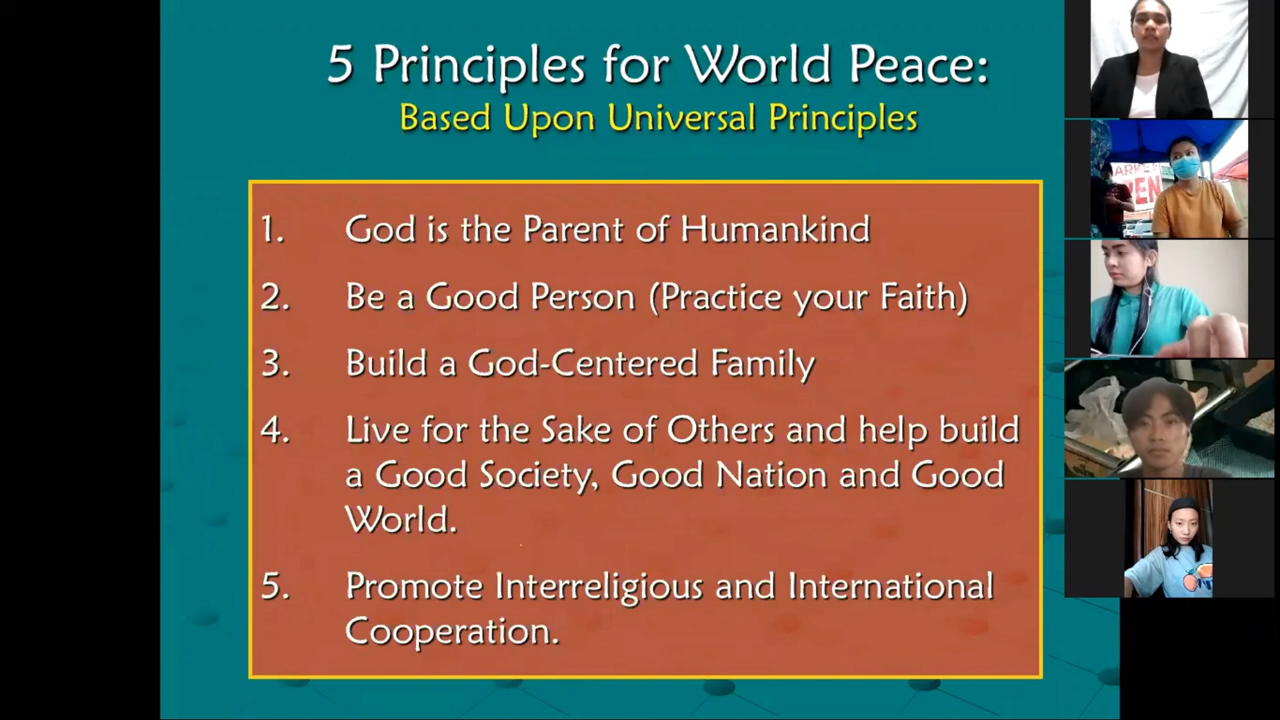 5 Principles for World Peace:
Based Upon Universal Principles
1. God is the Parent of Humankind
2. Be a Good Person (Practice your Faith)
3. Build a God-Centered Family
4. Live for the Sake of Others and help build
a Good Society, Good Nation and Good
World.
5. Promote Interreligious and International
Cooperation.